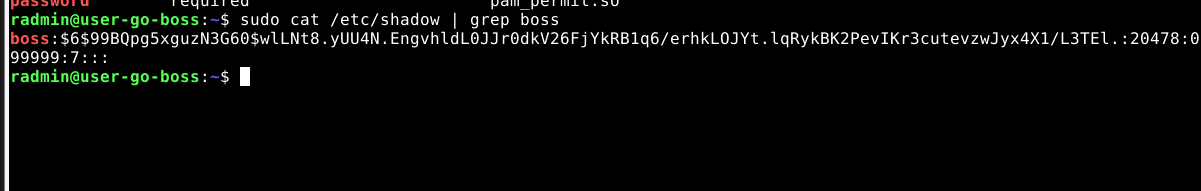 password required pam_permit.so
radmin@user-go-boss:~$ sudo cat /etc/shadow | grep boss
boss:$6$99BQpg5xguzN3G60$wlLNt8.yUU4N.EngvhldL0JJr0dkV26FjYkRB1q6/erhkLOJYt.lqRykBK2PevIKr3cutevzwJyx4X1/L3TEl.:20478:0
99999:7:::
radmin@user-go-boss:~$